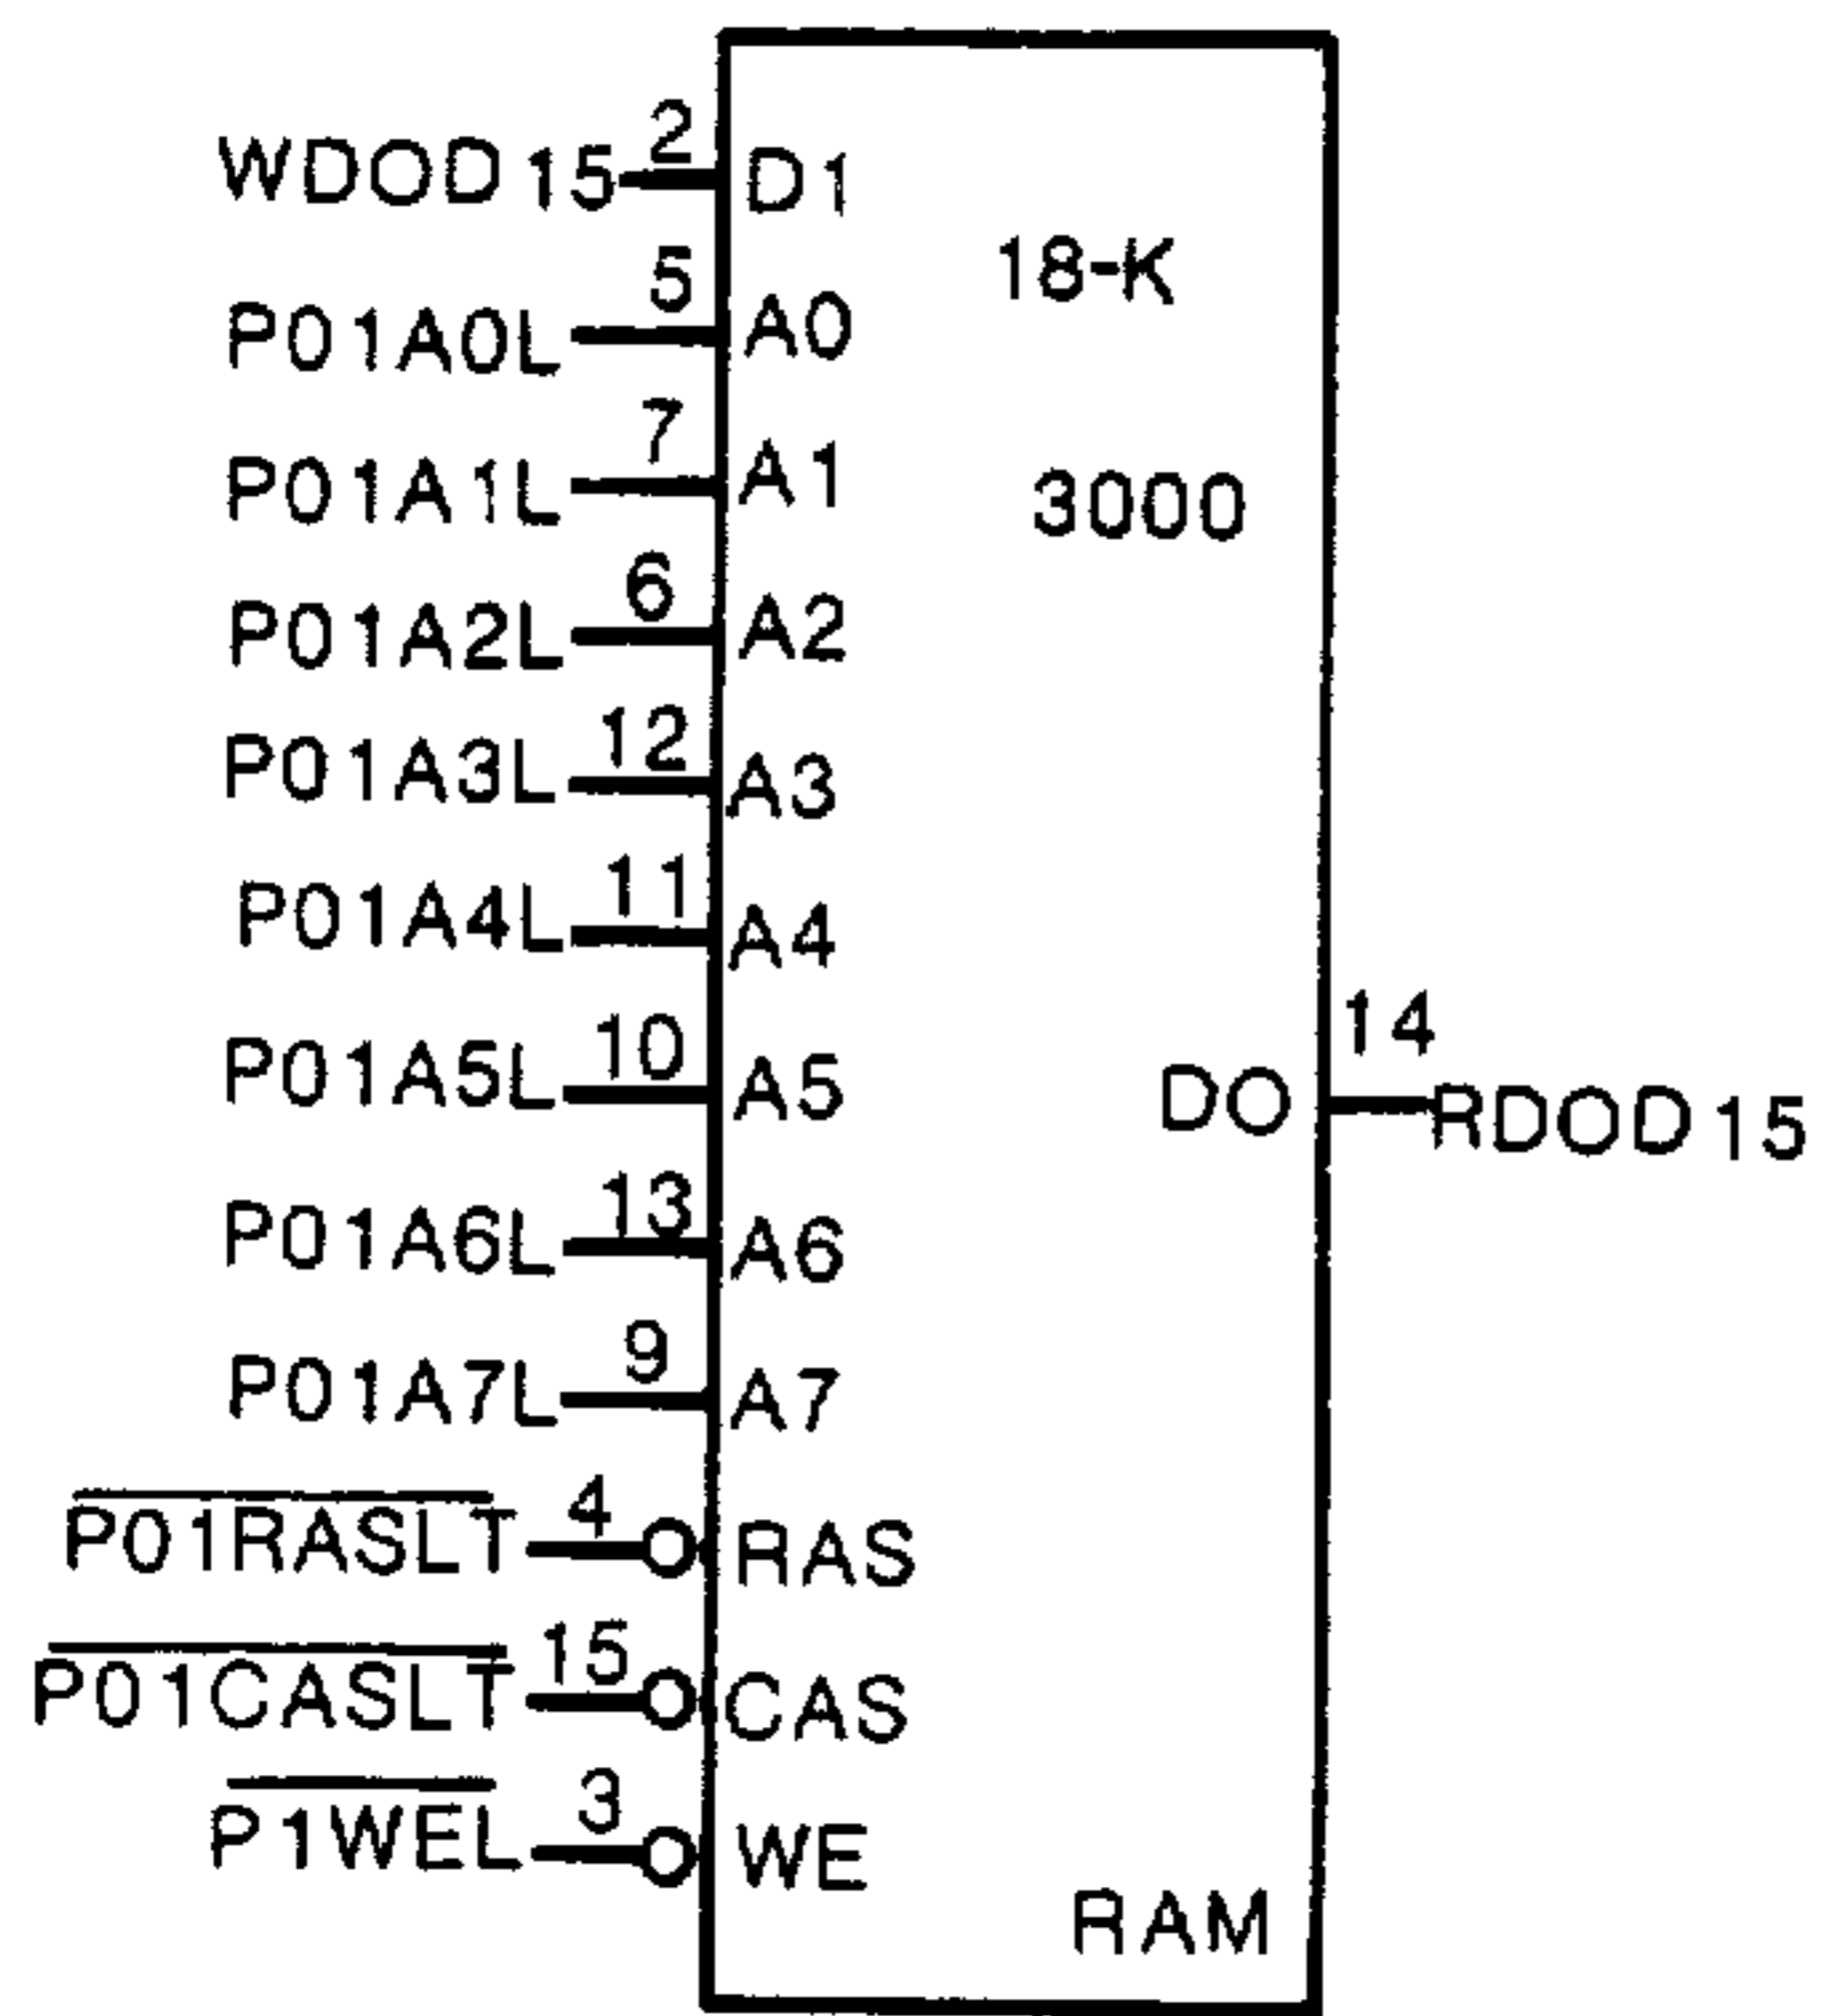 WDOD15 2 D1
18-K
P01A0L 5 A0
P01A1L 7 A1
3000
P01A2L 6 A2
P01A3L 12 A3
P01A4L 11 A4
P01A5L 10 A5
DO 14 RDOD15
P01A6L 13 A6
P01A7L 9 A7
P01RASLT 4 RAS
P01CASLT 15 CAS
P1WEL 3 WE
RAM